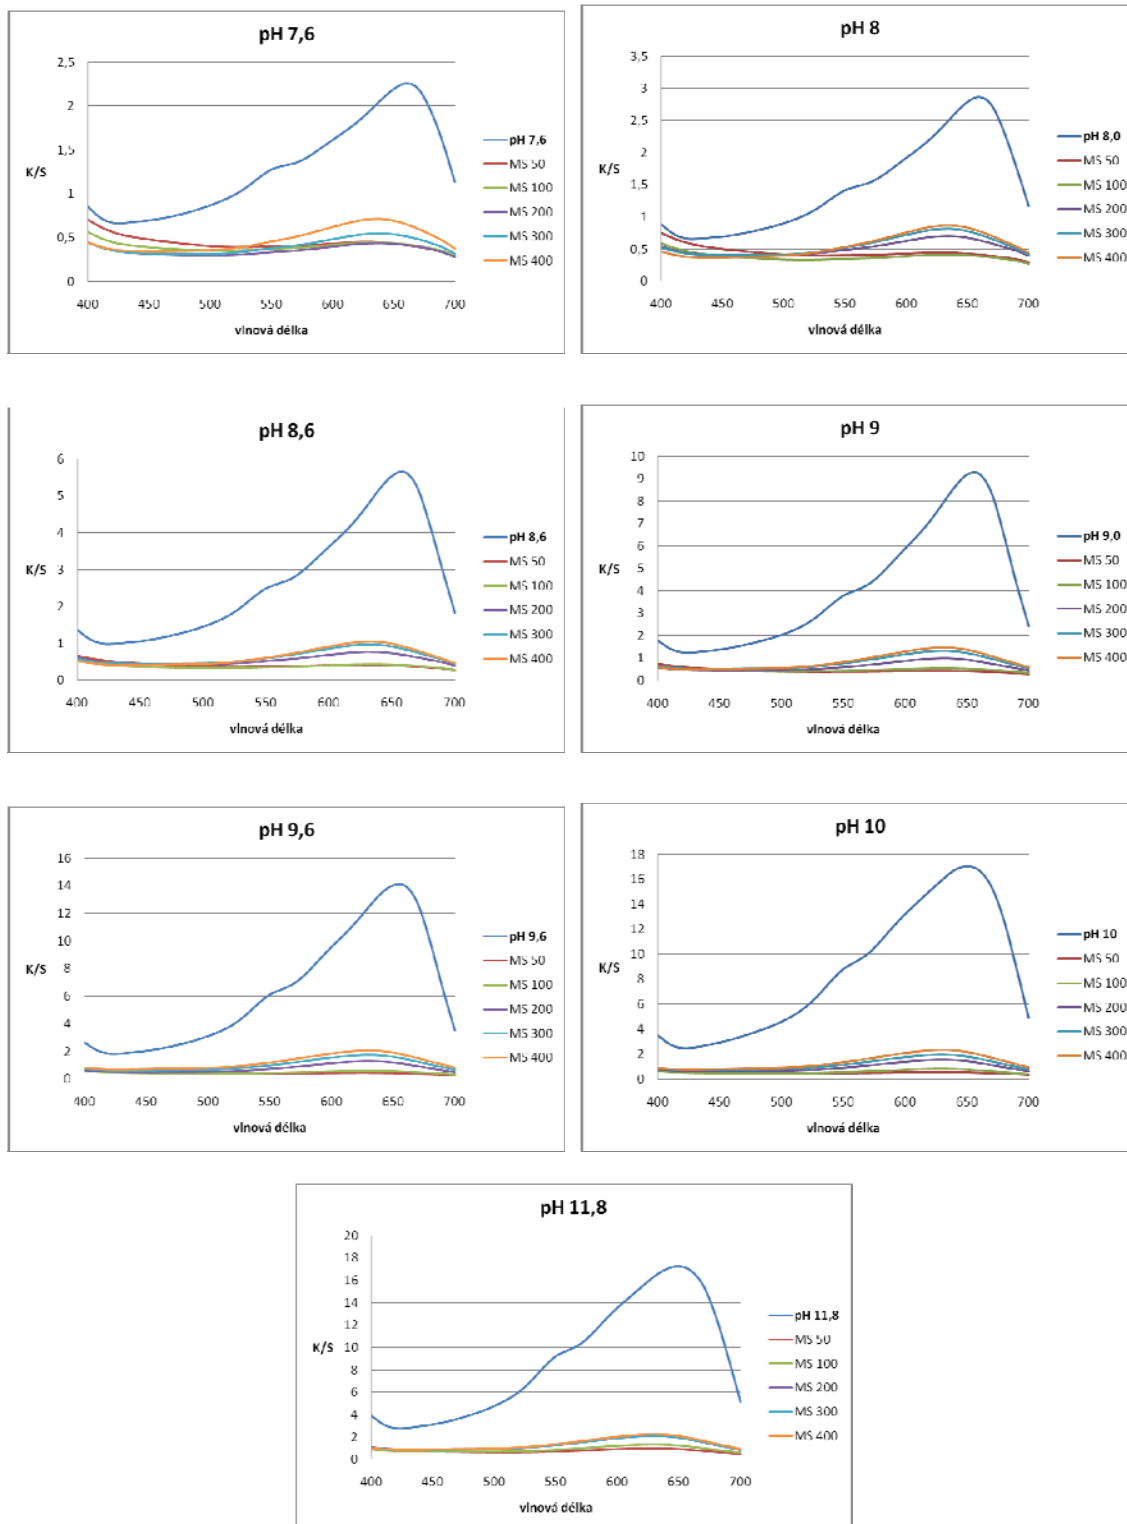 pH 7,6
2,5
2
1,5
K/S
1
0,5
0
400 450 500 550 600 650 700
vlnová délka
pH 7,6
MS 50
MS 100
MS 200
MS 300
MS 400
pH 8
3,5
3
2,5
2
K/S
1,5
1
0,5
0
400 450 500 550 600 650 700
vlnová délka
pH 8,0
MS 50
MS 100
MS 200
MS 300
MS 400
pH 8,6
6
5
4
K/S
3
2
1
0
400 450 500 550 600 650 700
vlnová délka
pH 8,6
MS 50
MS 100
MS 200
MS 300
MS 400
pH 9
10
9
8
7
6
K/S
5
4
3
2
1
0
400 450 500 550 600 650 700
vlnová délka
pH 9,0
MS 50
MS 100
MS 200
MS 300
MS 400
pH 9,6
16
14
12
10
K/S
8
6
4
2
0
400 450 500 550 600 650 700
vlnová délka
pH 9,6
MS 50
MS 100
MS 200
MS 300
MS 400
pH 10
18
16
14
12
10
K/S
8
6
4
2
0
400 450 500 550 600 650 700
vlnová délka
pH 10
MS 50
MS 100
MS 200
MS 300
MS 400
pH 11,8
20
18
16
14
12
K/S
10
8
6
4
2
0
400 450 500 550 600 650 700
vlnová délka
pH 11,8
MS 50
MS 100
MS 200
MS 300
MS 400